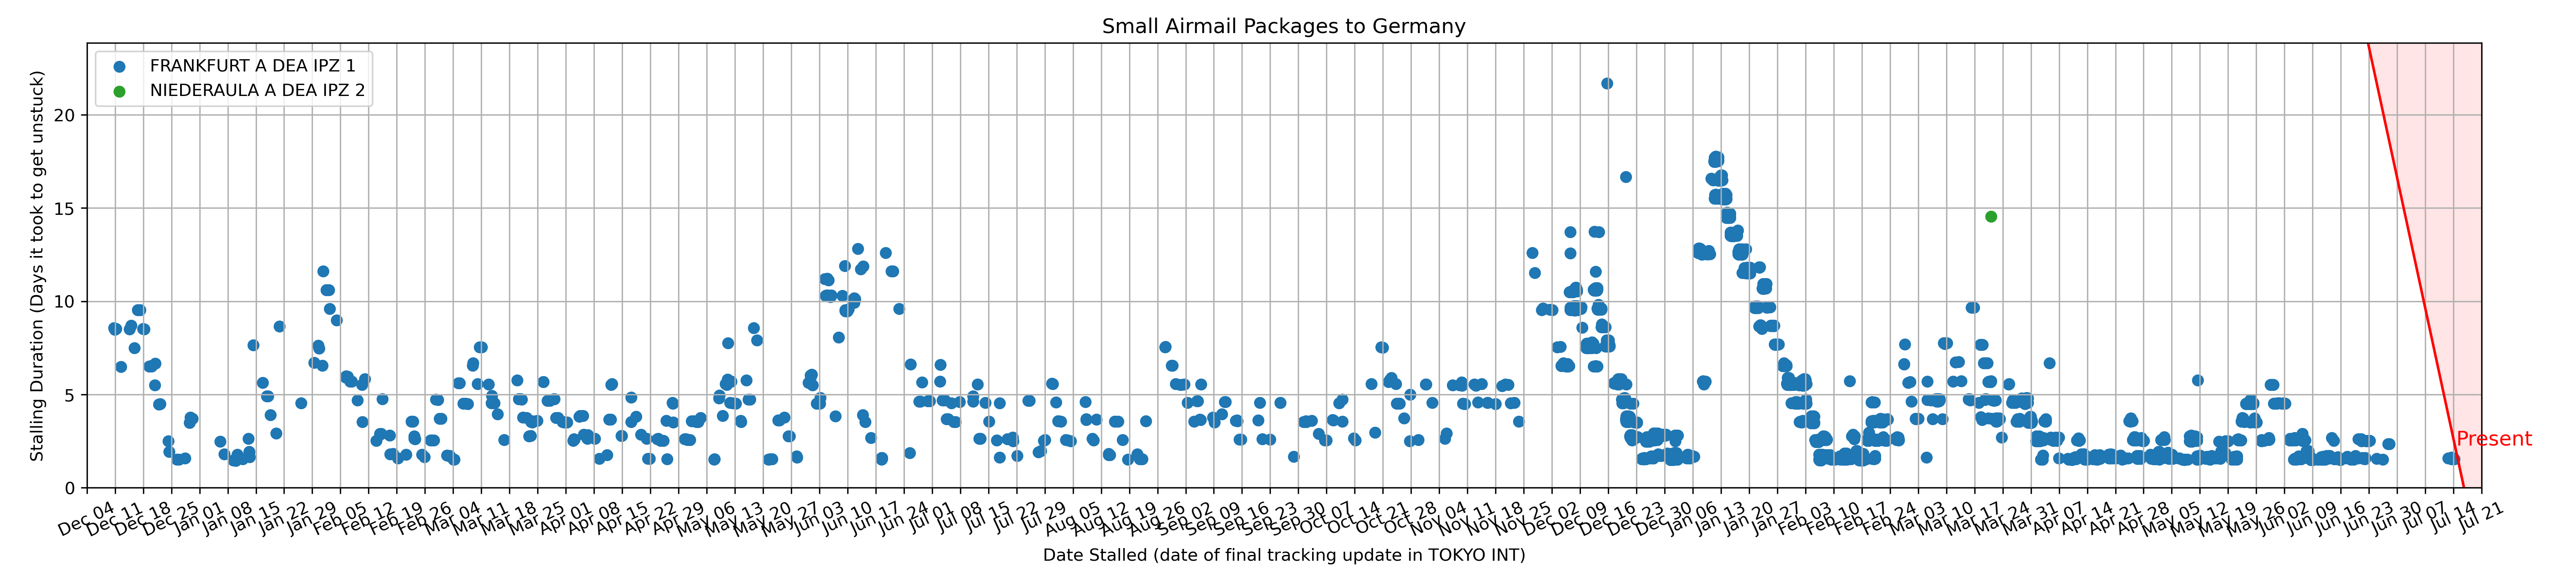 Small Airmail Packages to Germany
FRANKFURT A DEA IPZ 1
NIEDERAULA A DEA IPZ 2
Stalling Duration (Days it took to get unstuck)
20
15
10
5
0
Present
Dec 04
Dec 11
Dec 18
Dec 25
Jan 01
Jan 08
Jan 15
Jan 22
Jan 29
Feb 05
Feb 12
Feb 19
Feb 26
Mar 04
Mar 11
Mar 18
Mar 25
Apr 01
Apr 08
Apr 15
Apr 22
Apr 29
May 06
May 13
May 20
May 27
Jun 03
Jun 10
Jun 17
Jun 24
Jul 01
Jul 08
Jul 15
Jul 22
Jul 29
Aug 05
Aug 12
Aug 19
Aug 26
Sep 02
Sep 09
Sep 16
Sep 23
Sep 30
Oct 07
Oct 14
Oct 21
Oct 28
Nov 04
Nov 11
Nov 18
Nov 25
Dec 02
Dec 09
Dec 16
Dec 23
Dec 30
Jan 06
Jan 13
Jan 20
Jan 27
Feb 03
Feb 10
Feb 17
Feb 24
Mar 03
Mar 10
Mar 17
Mar 24
Mar 31
Apr 07
Apr 14
Apr 21
Apr 28
May 05
May 12
May 19
May 26
Jun 02
Jun 09
Jun 16
Jun 23
Jun 30
Jul 07
Jul 14
Jul 21
Date Stalled (date of final tracking update in TOKYO INT)